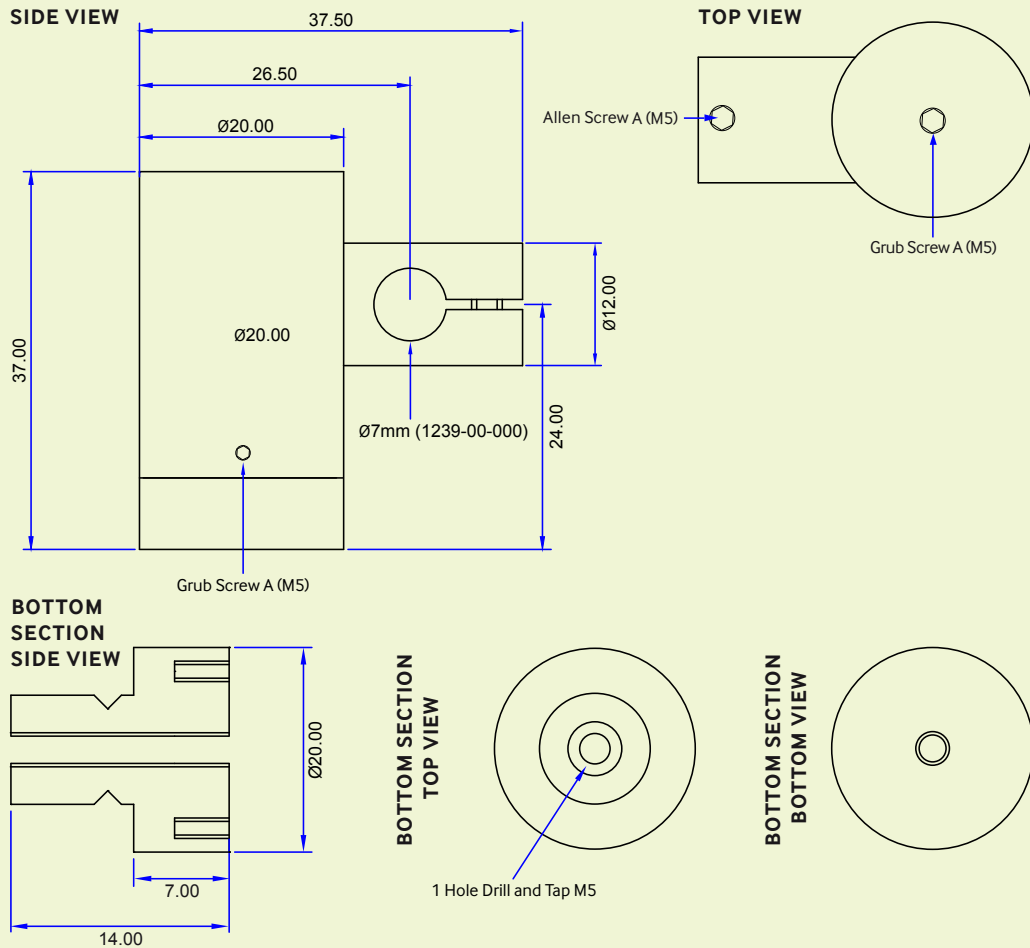 SIDE VIEW
37.50
26.50
Ø20.00
37.00
Ø20.00
Ø12.00
24.00
Ø7mm (1239-00-000)
Grub Screw A (M5)
TOP VIEW
Allen Screw A (M5)
Grub Screw A (M5)
BOTTOM
SECTION
SIDE VIEW
Ø20.00
7.00
14.00
BOTTOM SECTION
TOP VIEW
1 Hole Drill and Tap M5
BOTTOM SECTION
BOTTOM VIEW